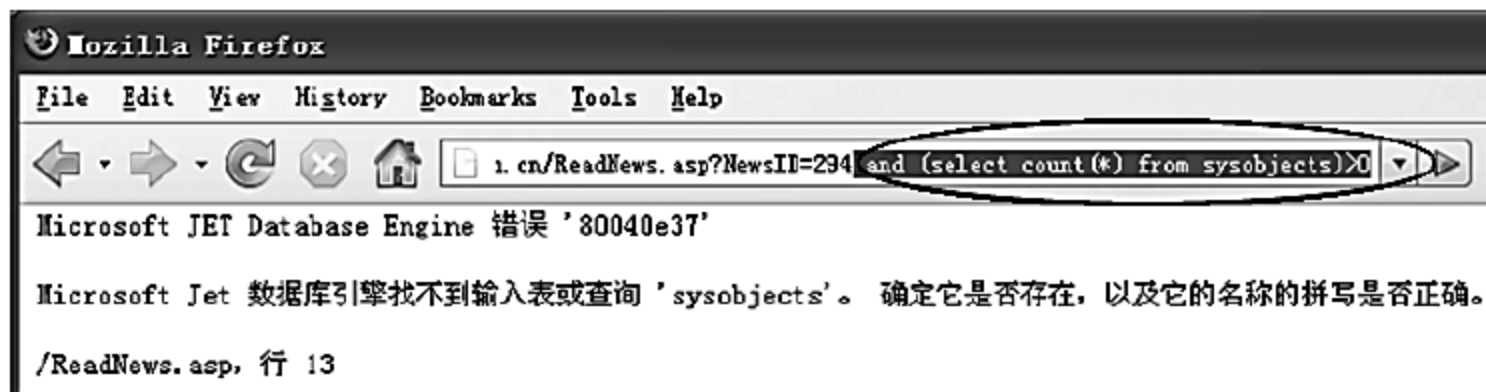 Mozilla Firefox
File Edit View History Bookmarks Tools Help
1.cn/ReadNews.asp?NewsID=294 and (select count(*) from sysobjects)>0
Microsoft JET Database Engine 错误 '80040e37'
Microsoft Jet 数据库引擎找不到输入表或查询 'sysobjects'。 确定它是否存在，以及它的名称的拼写是否正确。
/ReadNews.asp，行 13